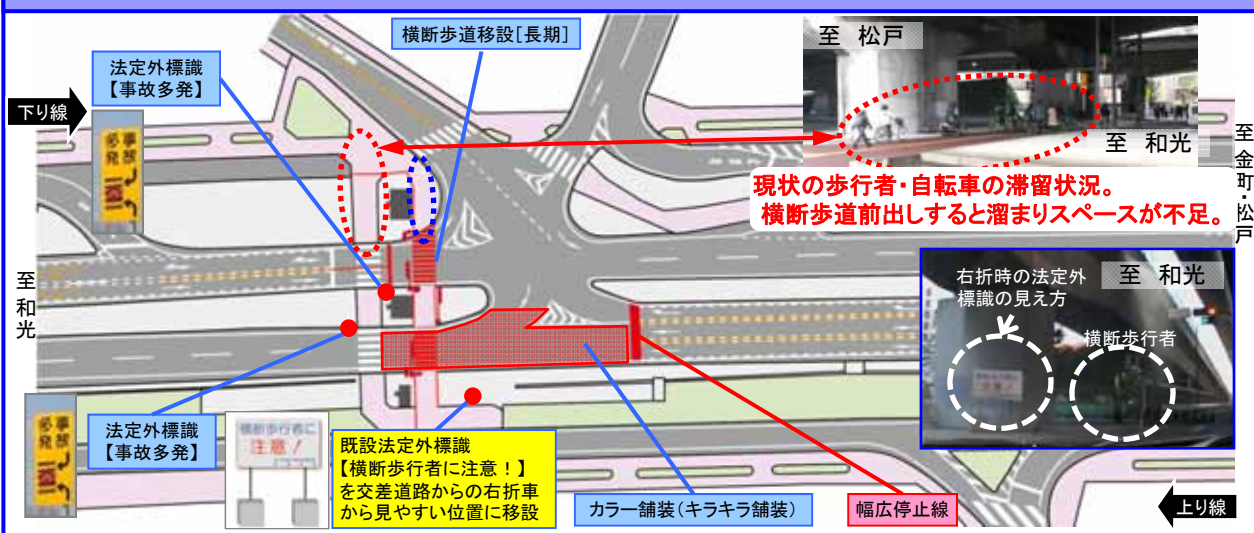 横断歩道移設[長期]
法定外標識
【事故多発】
下り線
事故
必発
至 松戸
至 和光
至金町・松戸
現状の歩行者・自転車の滞留状況。
横断歩道前出しすると溜まりスペースが不足。
至和光
右折時の法定外
標識の見え方
至 和光
横断歩行者
事故
必発
法定外標識
【事故多発】
横断歩行者に
注意！
既設法定外標識
【横断歩行者に注意！】
を交差道路からの右折車
から見やすい位置に移設
カラー舗装(キラキラ舗装)
幅広停止線
上り線